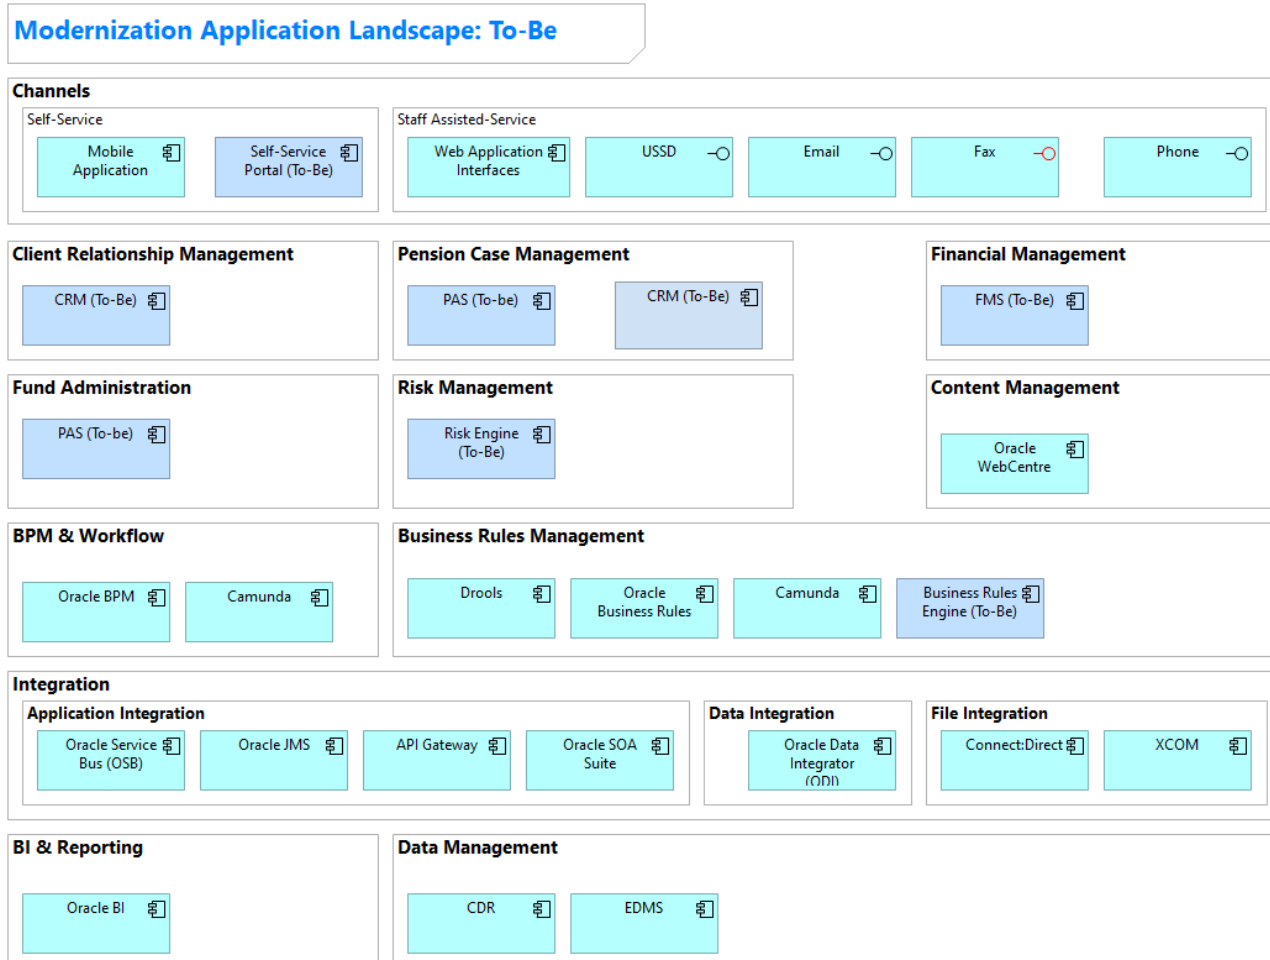 Modernization Application Landscape: To-Be
Channels
Self-Service
Mobile
Application
Self-Service
Portal (To-Be)
Staff Assisted-Service
Web Application
Interfaces
USSD
Email
Fax
Phone
Client Relationship Management
CRM (To-Be)
Pension Case Management
PAS (To-be)
CRM (To-Be)
Financial Management
FMS (To-Be)
Fund Administration
PAS (To-be)
Risk Management
Risk Engine
(To-Be)
Content Management
Oracle
WebCentre
BPM & Workflow
Oracle BPM
Camunda
Business Rules Management
Drools
Oracle
Business Rules
Camunda
Business Rules
Engine (To-Be)
Integration
Application Integration
Oracle Service
Bus (OSB)
Oracle JMS
API Gateway
Oracle SOA
Suite
Data Integration
Oracle Data
Integrator
(ODI)
File Integration
Connect:Direct
XCOM
BI & Reporting
Oracle BI
Data Management
CDR
EDMS